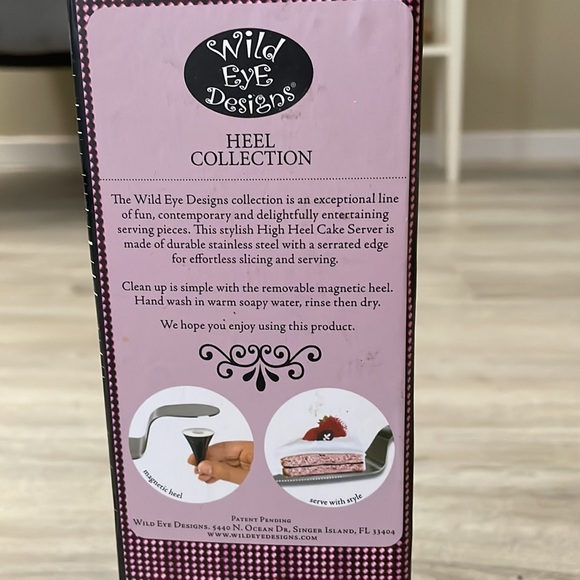 Wild
EyE
Designs®
HEEL
COLLECTION
The Wild Eye Designs collection is an exceptional line
of fun, contemporary and delightfully entertaining
serving pieces. This stylish High Heel Cake Server is
made of durable stainless steel with a serrated edge
for effortless slicing and serving.
Clean up is simple with the removable magnetic heel.
Hand wash in warm soapy water, rinse then dry.
We hope you enjoy using this product.
magnetic heel
serve with style
PATENT PENDING
WILD EYE DESIGNS. 5440 N. OCEAN DR, SINGER ISLAND, FL 33404
WWW.WILDEYEDESIGNS.COM